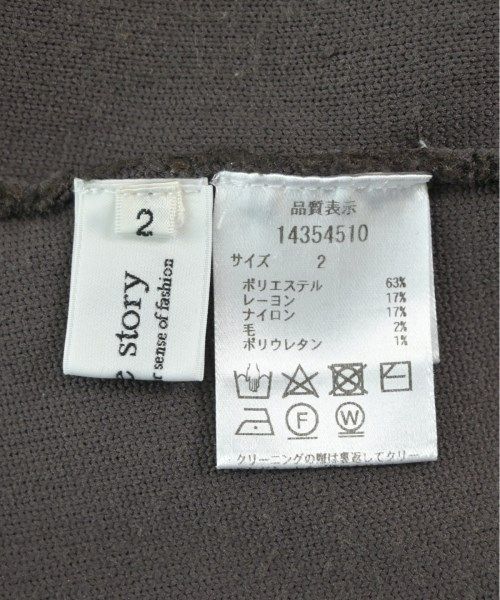 2
e story
r sense of fashion
品質表示
14354510
サイズ 2
ポリエステル 63%
レーヨン 17%
ナイロン 17%
毛 2%
ポリウレタン 1%
F W
クリーニングの際は裏返してクリー